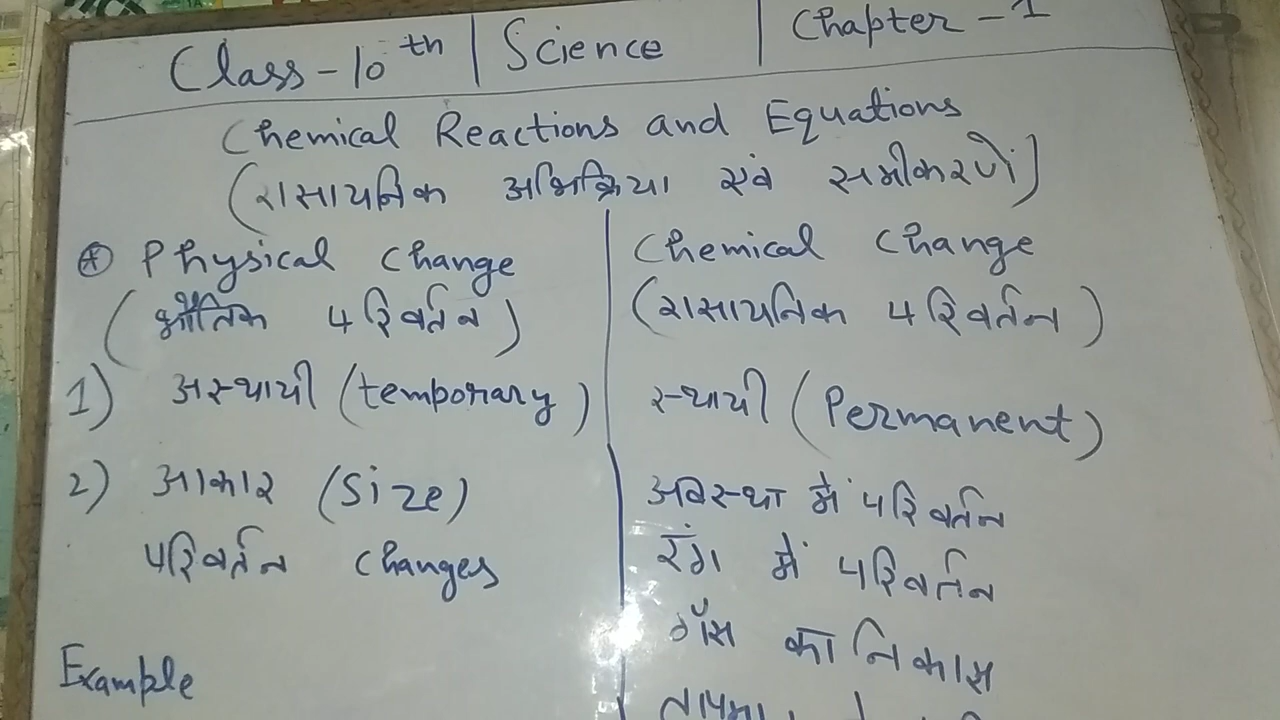 Class-10th | Science | Chapter-1
Chemical Reactions and Equations
(रासायनिक अभिक्रिया एवं समीकरणें)
* Physical Change
(भौतिक परिवर्तन)
1) अस्थायी (temporary)
2) आकार (Size)
परिवर्तन changes
Example
Chemical Change
(रासायनिक परिवर्तन)
स्थायी (Permanent)
अवस्था में परिवर्तन
रंग में परिवर्तन
गैस का निकास